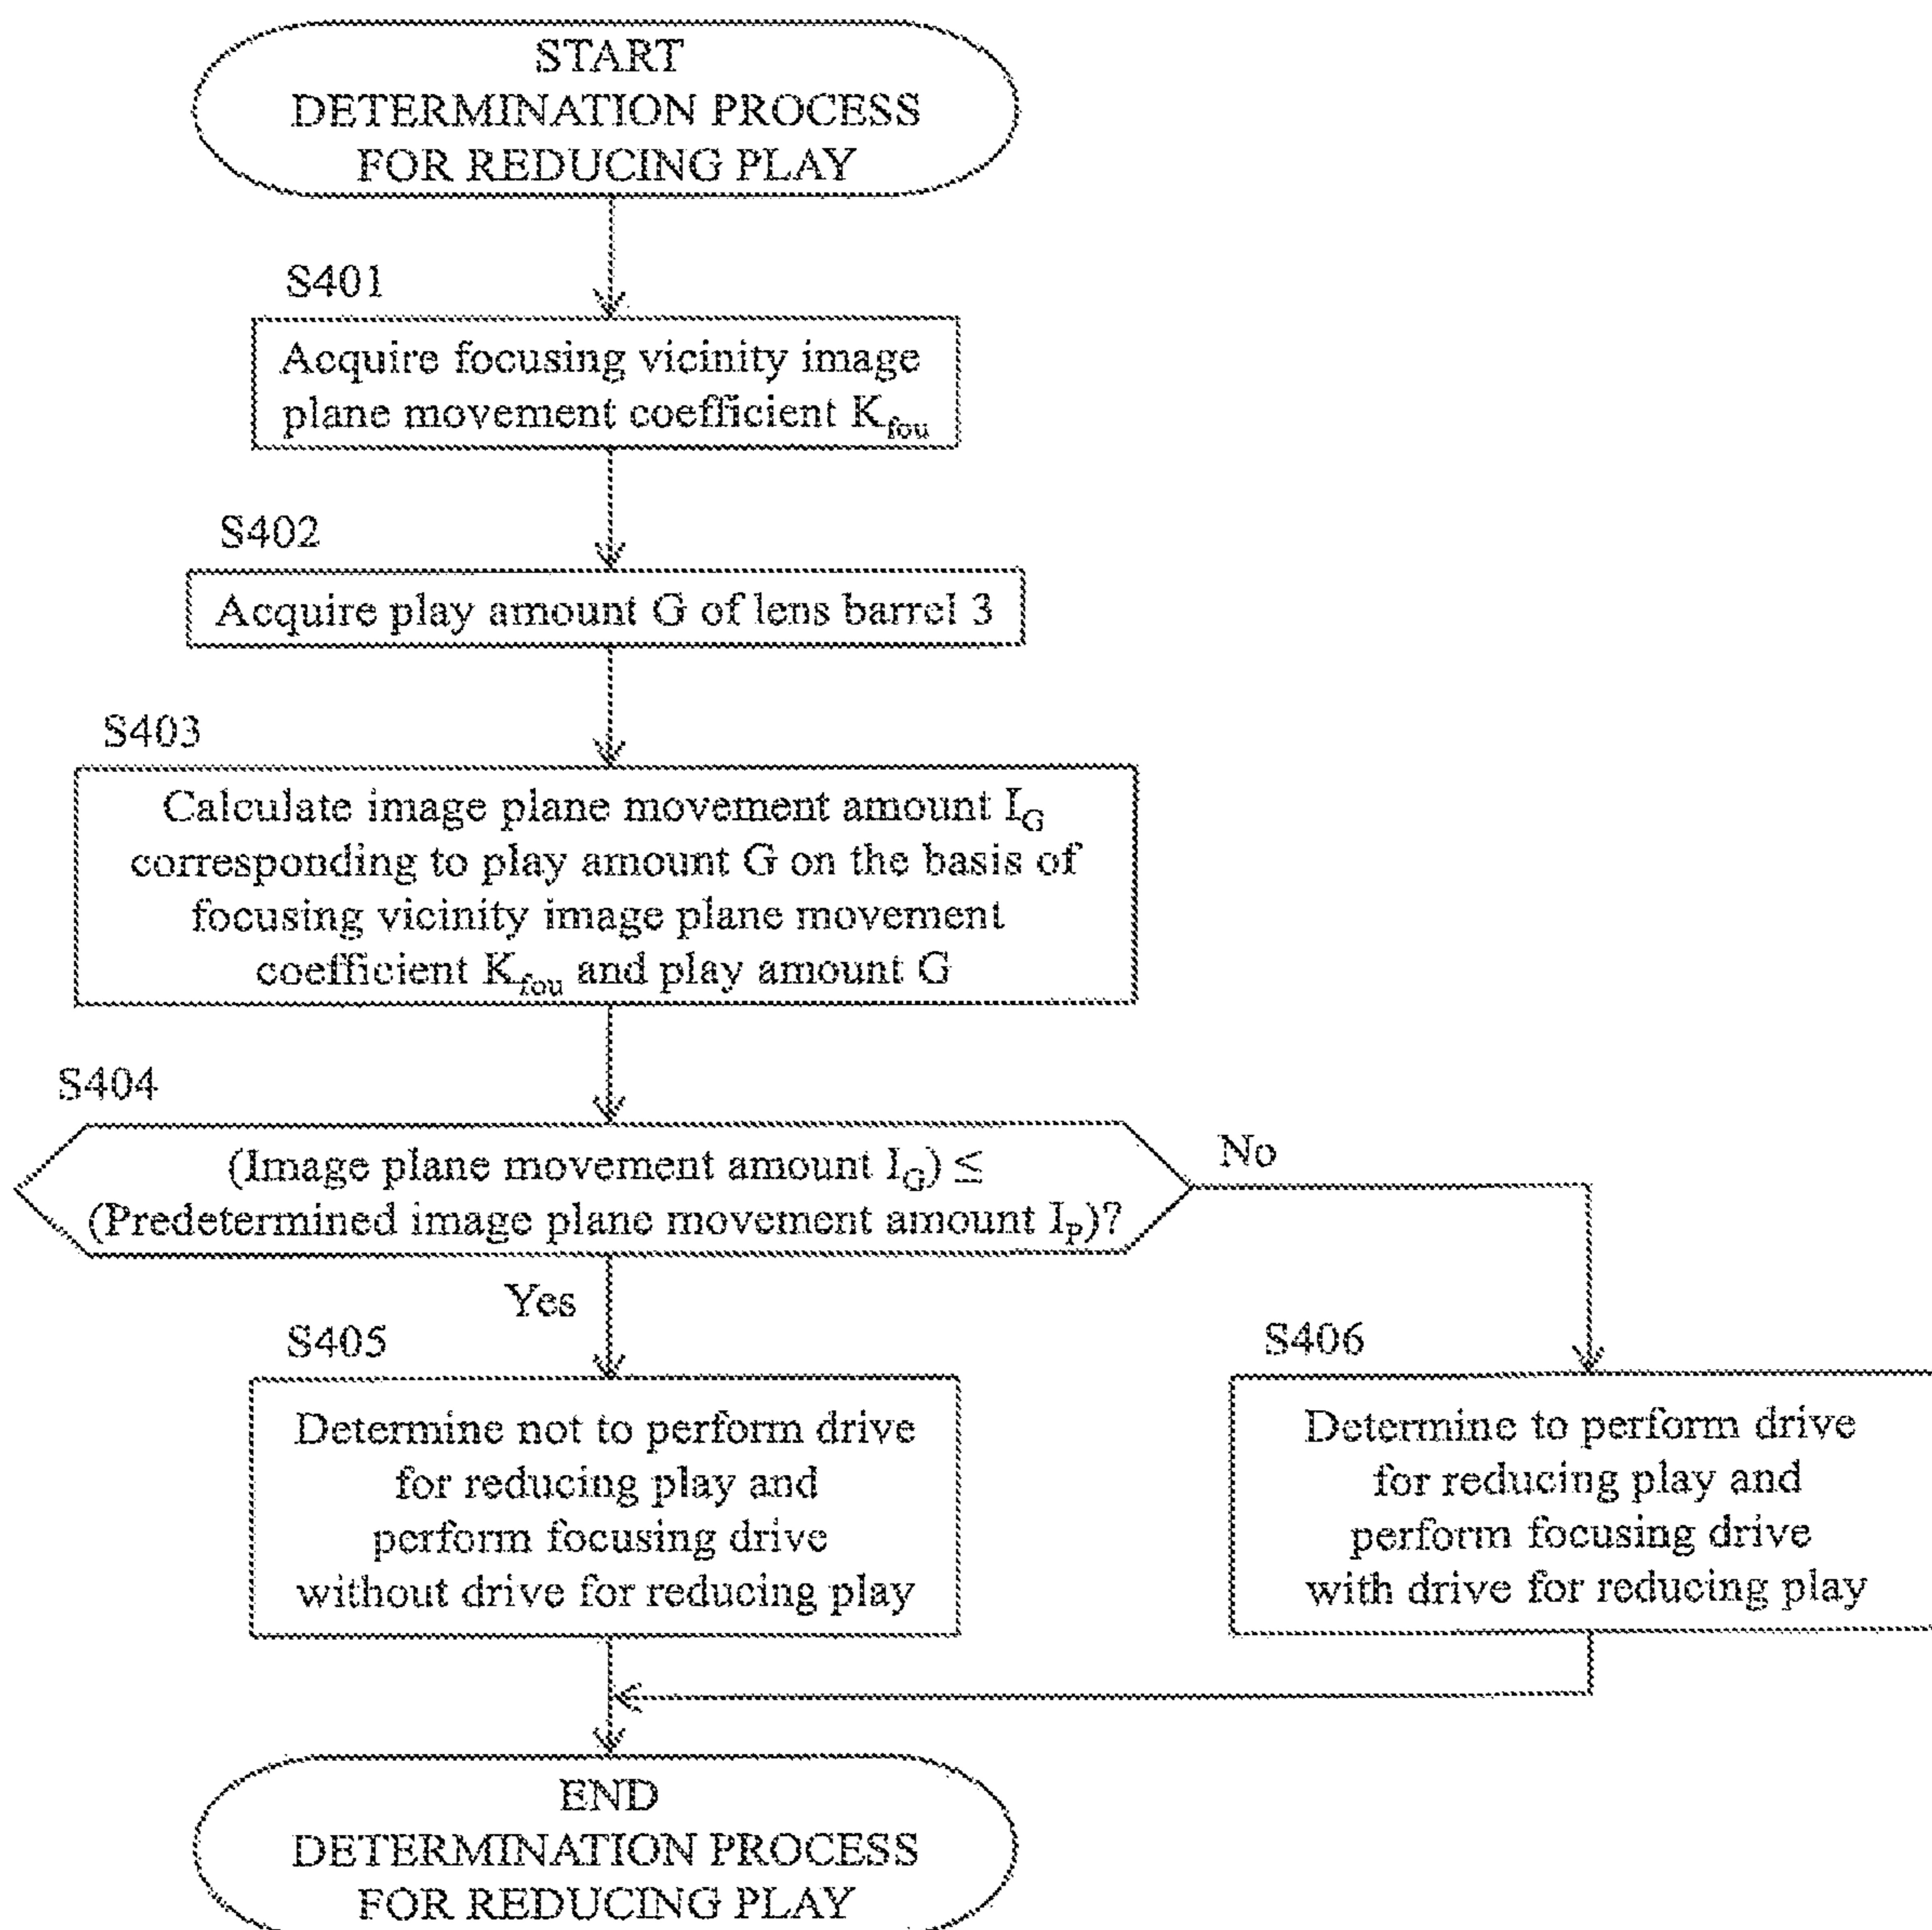 START
DETERMINATION PROCESS
FOR REDUCING PLAY
S401
Acquire focusing vicinity image
plane movement coefficient K_fou
S402
Acquire play amount G of lens barrel 3
S403
Calculate image plane movement amount I_G
corresponding to play amount G on the basis of
focusing vicinity image plane movement
coefficient K_fou and play amount G
S404
(Image plane movement amount I_G) ≤
(Predetermined image plane movement amount I_P)?
No
Yes
S405
Determine not to perform drive
for reducing play and
perform focusing drive
without drive for reducing play
S406
Determine to perform drive
for reducing play and
perform focusing drive
with drive for reducing play
END
DETERMINATION PROCESS
FOR REDUCING PLAY